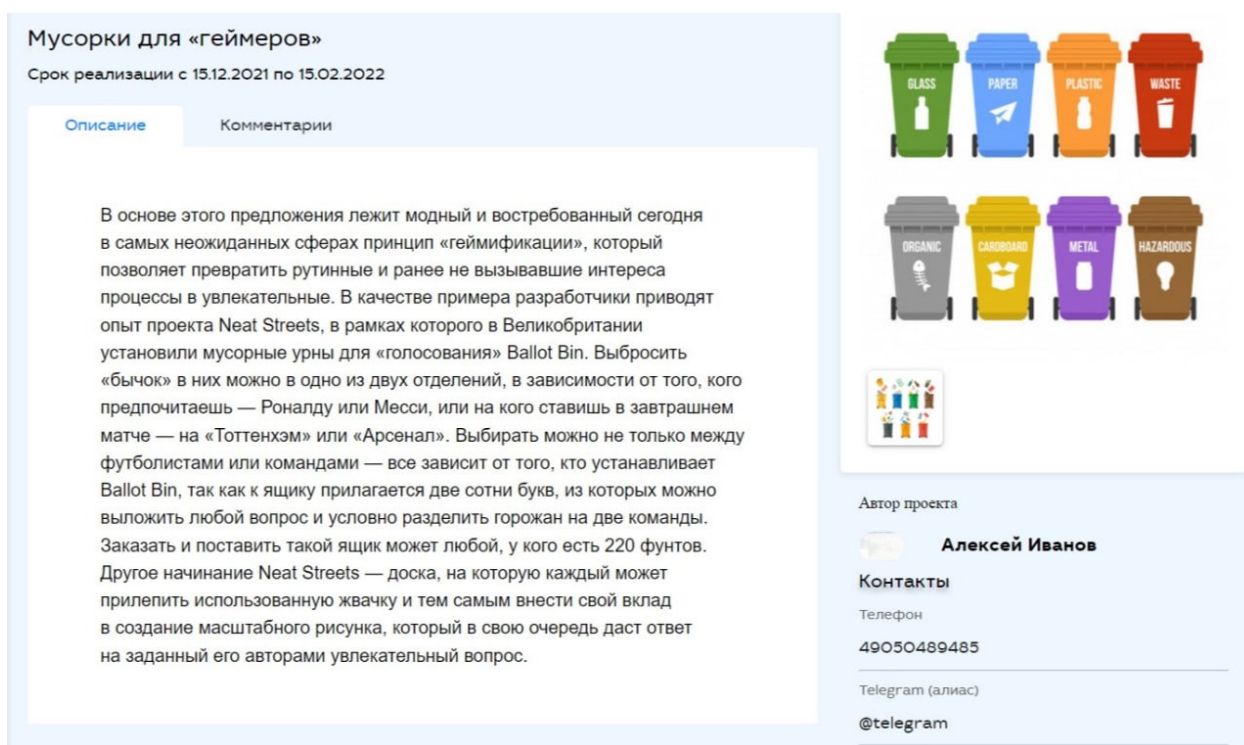 Мусорки для «геймеров»
Срок реализации с 15.12.2021 по 15.02.2022
Описание
Комментарии
В основе этого предложения лежит модный и востребованный сегодня
в самых неожиданных сферах принцип «геймификации», который
позволяет превратить рутинные и ранее не вызывавшие интереса
процессы в увлекательные. В качестве примера разработчики приводят
опыт проекта Neat Streets, в рамках которого в Великобритании
установили мусорные урны для «голосования» Ballot Bin. Выбросить
«бычок» в них можно в одно из двух отделений, в зависимости от того, кого
предпочитаешь — Роналду или Месси, или на кого ставишь в завтрашнем
матче — на «Тоттенхэм» или «Арсенал». Выбирать можно не только между
футболистами или командами — все зависит от того, кто устанавливает
Ballot Bin, так как к ящику прилагается две сотни букв, из которых можно
выложить любой вопрос и условно разделить горожан на две команды.
Заказать и поставить такой ящик может любой, у кого есть 220 фунтов.
Другое начинание Neat Streets — доска, на которую каждый может
прилепить использованную жвачку и тем самым внести свой вклад
в создание масштабного рисунка, который в свою очередь даст ответ
на заданный его авторами увлекательный вопрос.
GLASS
PAPER
PLASTIC
WASTE
ORGANIC
CARDBOARD
METAL
HAZARDOUS
Автор проекта
Алексей Иванов
Контакты
Телефон
49050489485
Telegram (алиас)
@telegram